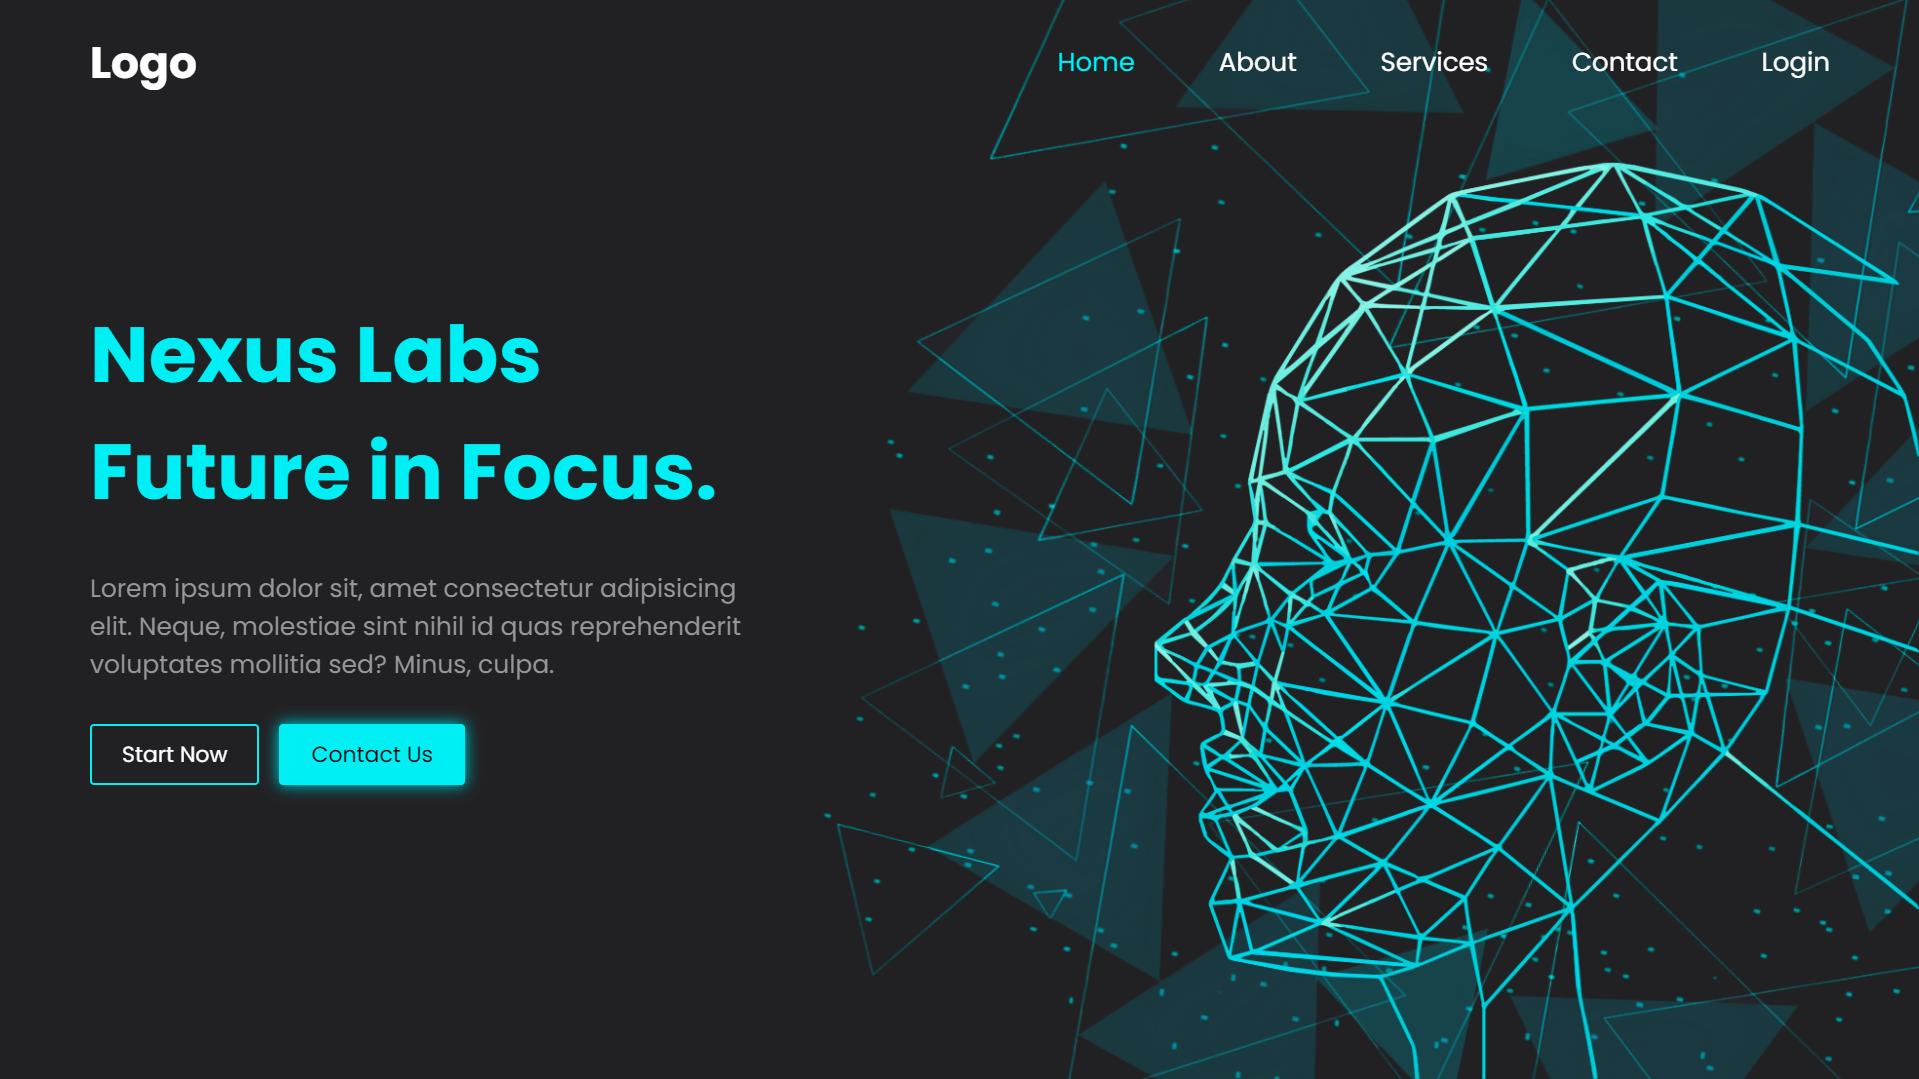 Logo
Home About Services Contact Login
Nexus Labs
Future in Focus.
Lorem ipsum dolor sit, amet consectetur adipisicing
elit. Neque, molestiae sint nihil id quas reprehenderit
voluptates mollitia sed? Minus, culpa.
Start Now Contact Us